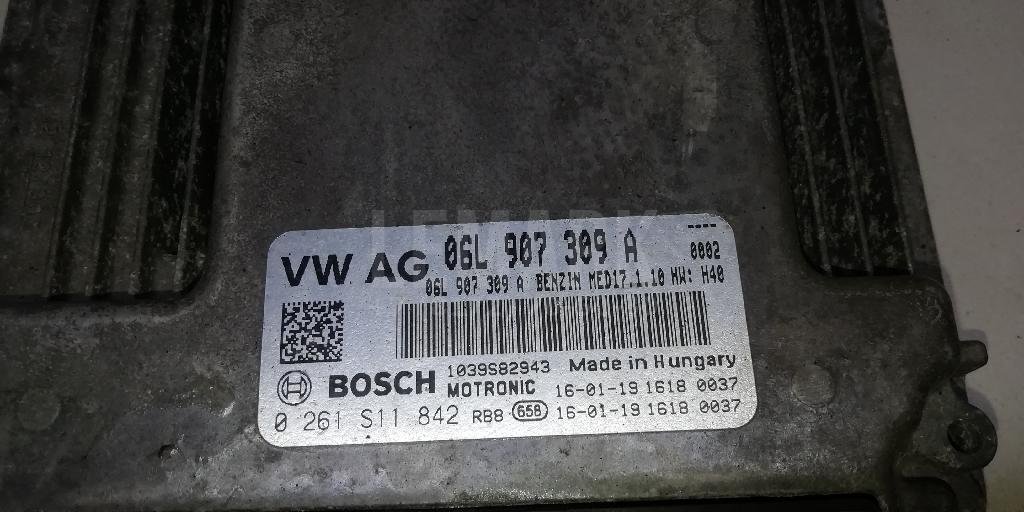 LEMARK
----
VW AG 06L 907 309 A 0002
06L 907 309 A BENZIN MED17.1.10 HW: H40
1039S82943 Made in Hungary
BOSCH MOTRONIC 16-01-19 1618 0037
0 261 S11 842 RB8 658 16-01-19 1618 0037